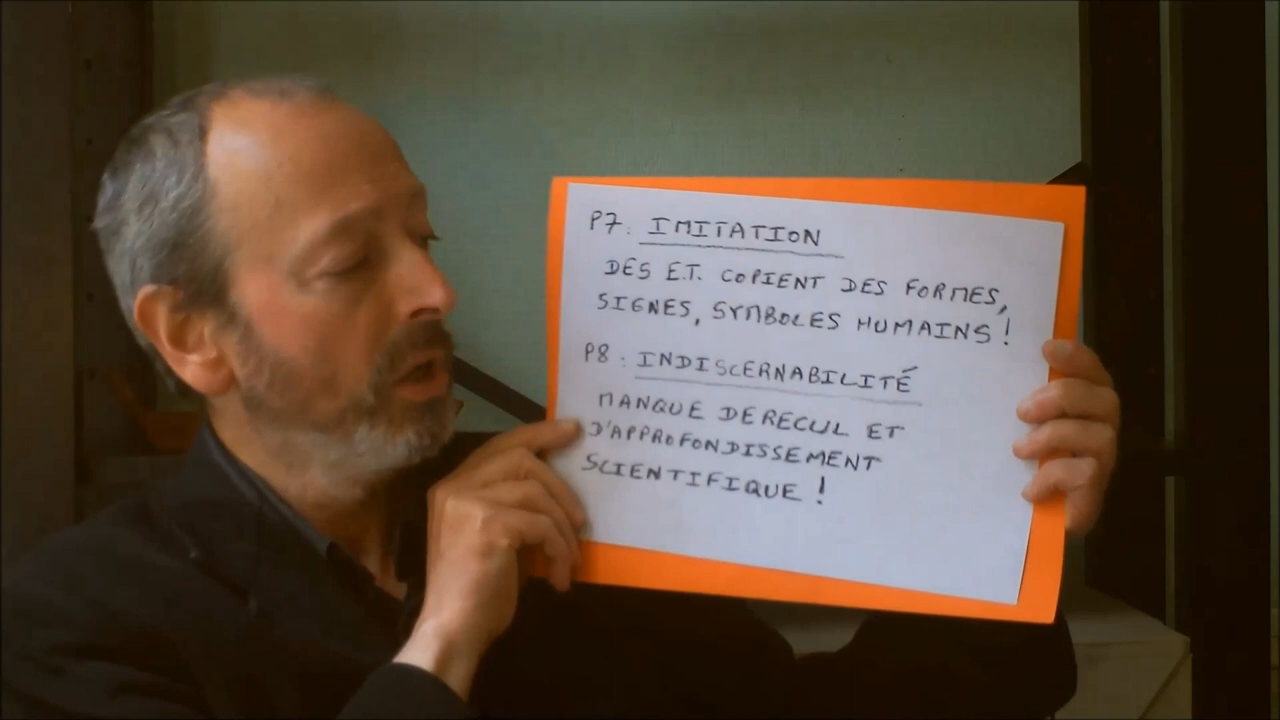 P7: IMITATION
DES E.T. COPIENT DES FORMES,
SIGNES, SYMBOLES HUMAINS !
P8 : INDISCERNABILITÉ
MANQUE DE RECUL ET
D'APPROFONDISSEMENT
SCIENTIFIQUE !